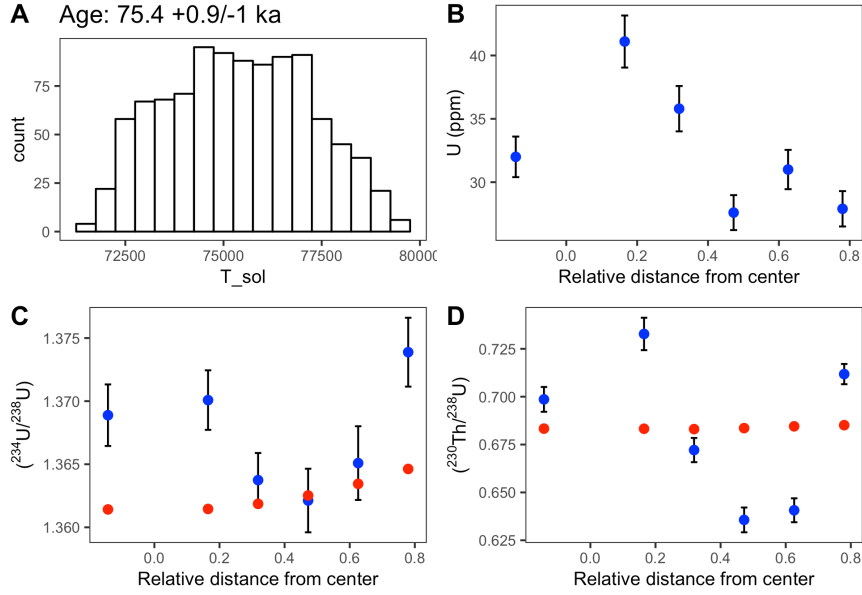 A Age: 75.4 +0.9/-1 ka
75
50
25
0
count
72500 75000 77500 80000
T_sol
B
40
35
30
U (ppm)
0.0 0.2 0.4 0.6 0.8
Relative distance from center
C
1.375
1.370
1.365
1.360
(²³⁴U/²³⁸U)
0.0 0.2 0.4 0.6 0.8
Relative distance from center
D
0.725
0.700
0.675
0.650
0.625
(²³⁰Th/²³⁸U)
0.0 0.2 0.4 0.6 0.8
Relative distance from center